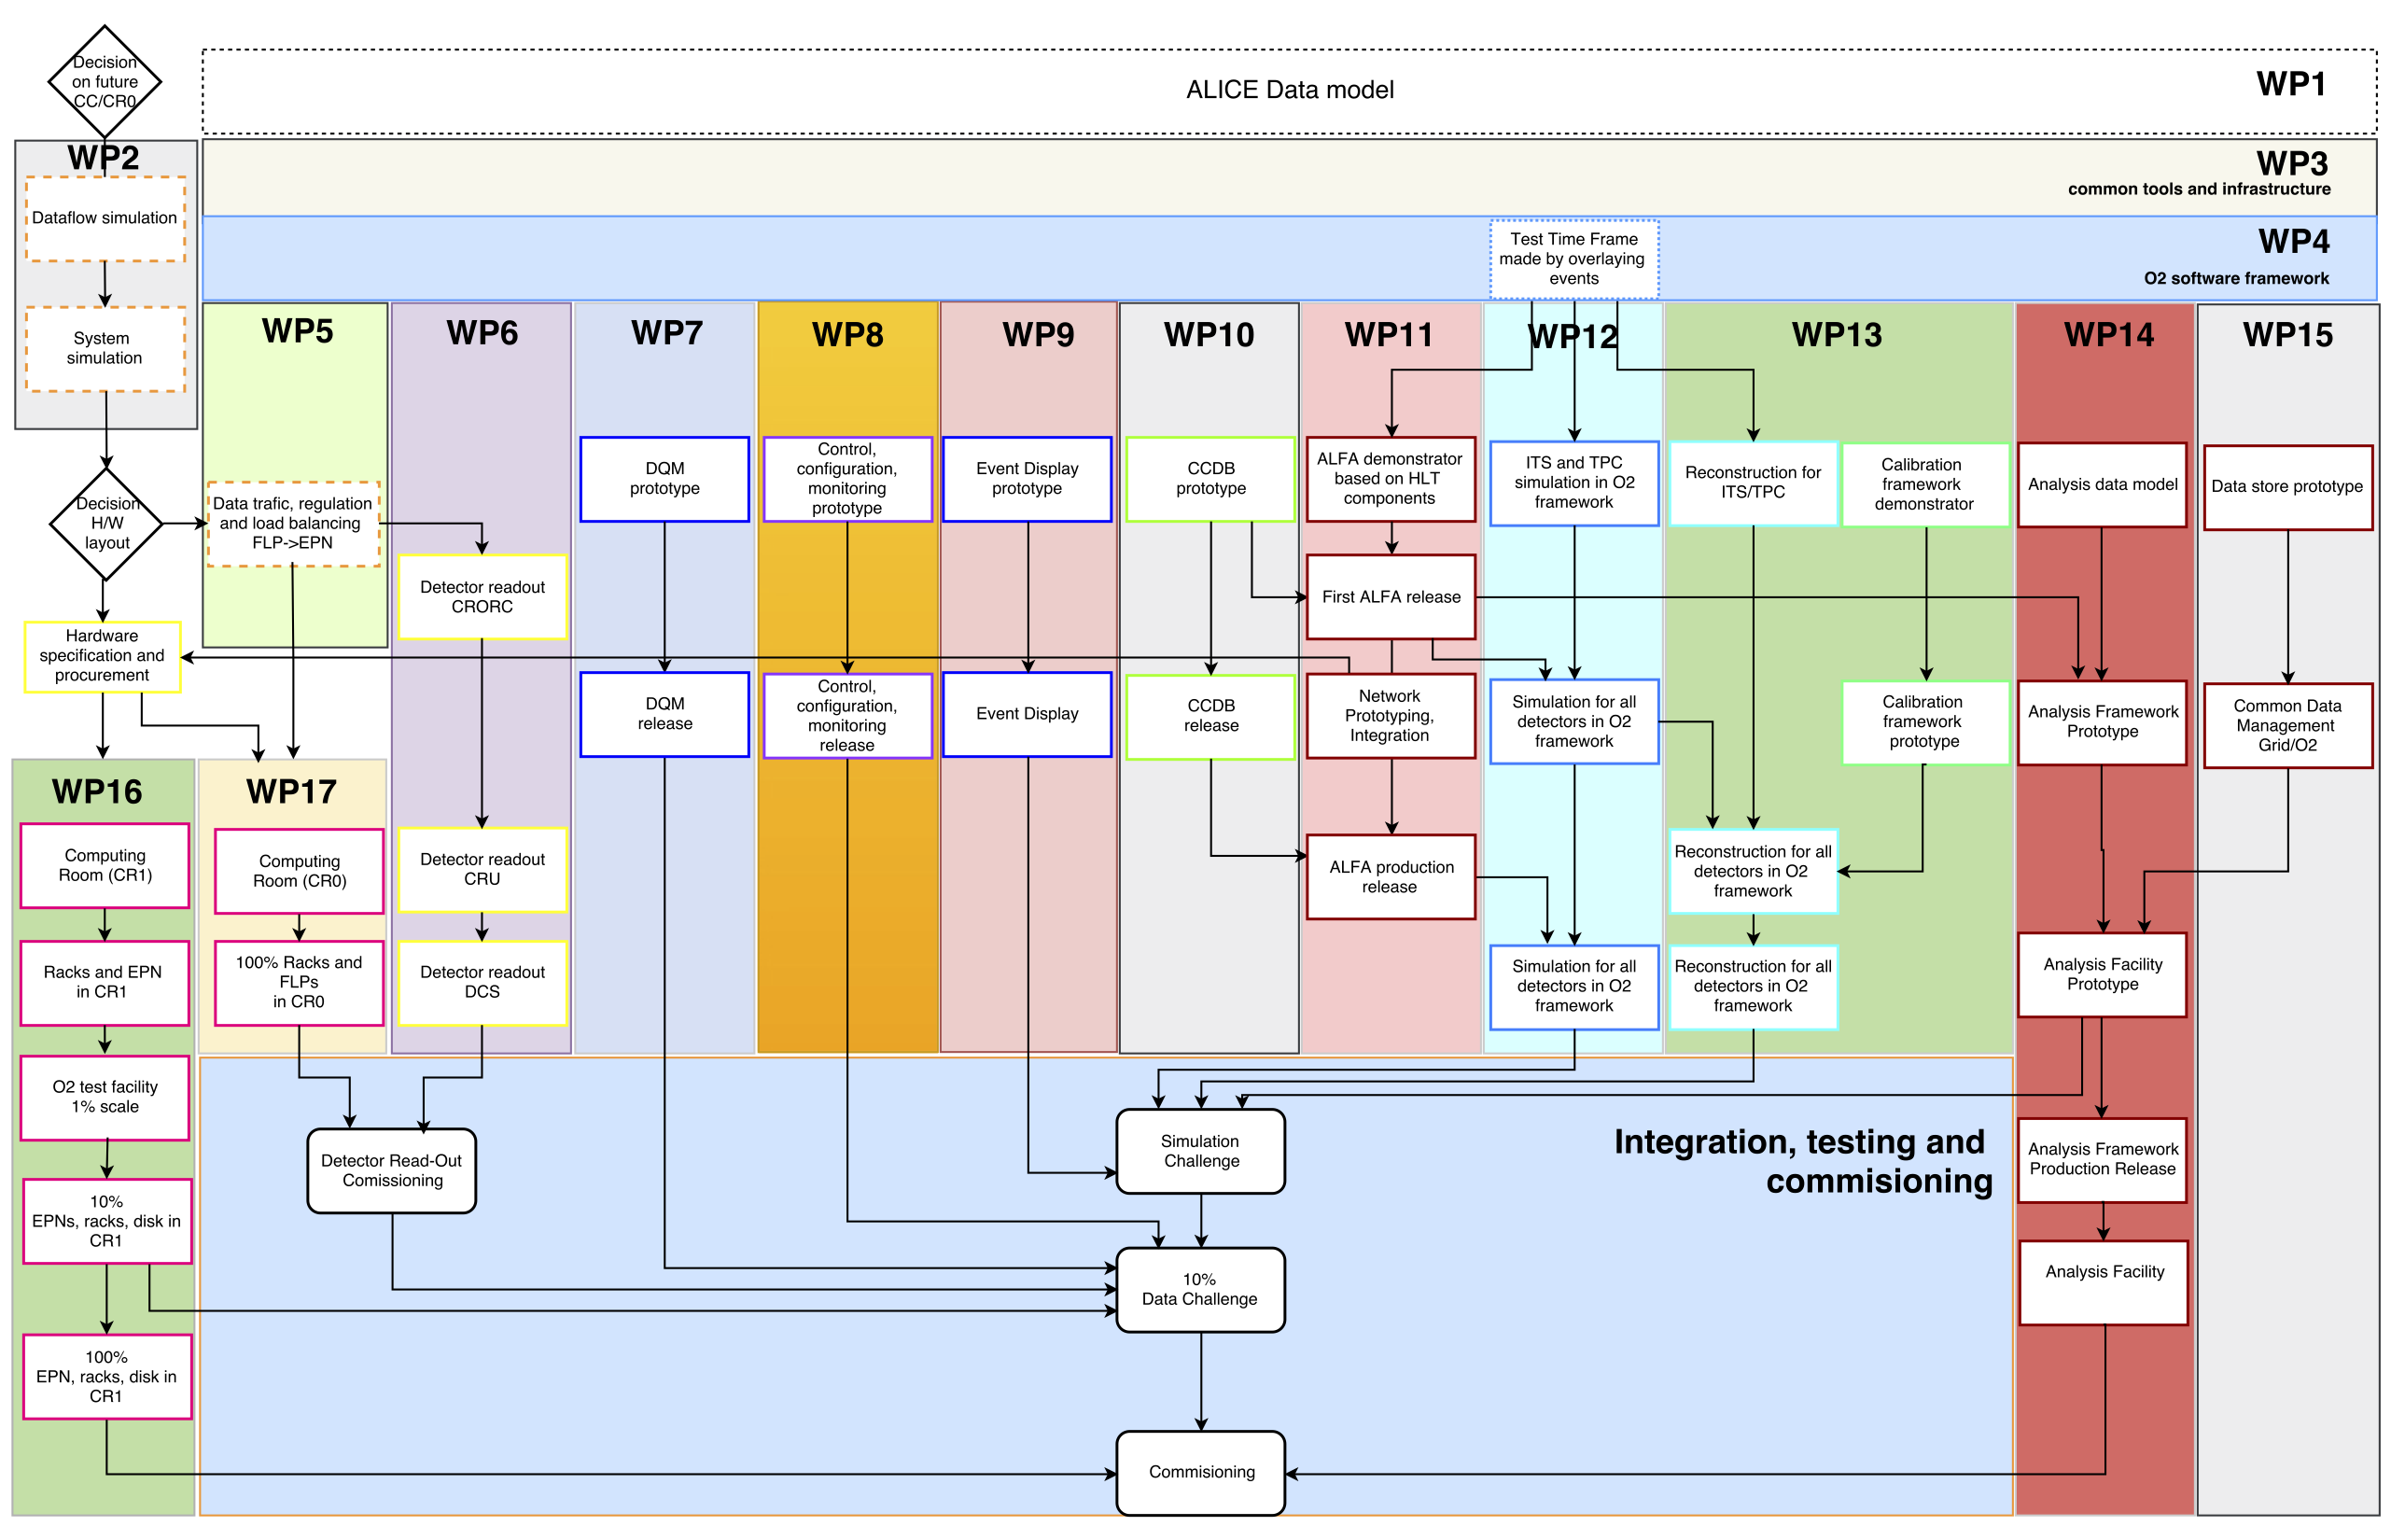 Decision
on future
CC/CR0
ALICE Data model
WP1
WP2
WP3
common tools and infrastructure
Dataflow simulation
WP4
O2 software framework
Test Time Frame
made by overlaying
events
System
simulation
WP5
WP6
WP7
WP8
WP9
WP10
WP11
WP12
WP13
WP14
WP15
Decision
H/W
layout
Data trafic, regulation
and load balancing
FLP->EPN
DQM
prototype
Control,
configuration,
monitoring
prototype
Event Display
prototype
CCDB
prototype
ALFA demonstrator
based on HLT
components
ITS and TPC
simulation in O2
framework
Reconstruction for
ITS/TPC
Calibration
framework
demonstrator
Analysis data model
Data store prototype
Detector readout
CRORC
First ALFA release
Hardware
specification and
procurement
DQM
release
Control,
configuration,
monitoring
release
Event Display
CCDB
release
Network
Prototyping,
Integration
Simulation for all
detectors in O2
framework
Calibration
framework
prototype
Analysis Framework
Prototype
Common Data
Management
Grid/O2
WP16
WP17
Computing
Room (CR1)
Computing
Room (CR0)
Detector readout
CRU
ALFA production
release
Reconstruction for all
detectors in O2
framework
Racks and EPN
in CR1
100% Racks and
FLPs
in CR0
Detector readout
DCS
Simulation for all
detectors in O2
framework
Reconstruction for all
detectors in O2
framework
Analysis Facility
Prototype
O2 test facility
1% scale
Detector Read-Out
Comissioning
Simulation
Challenge
Integration, testing and
commisioning
Analysis Framework
Production Release
10%
EPNs, racks, disk in
CR1
10%
Data Challenge
Analysis Facility
100%
EPN, racks, disk in
CR1
Commisioning